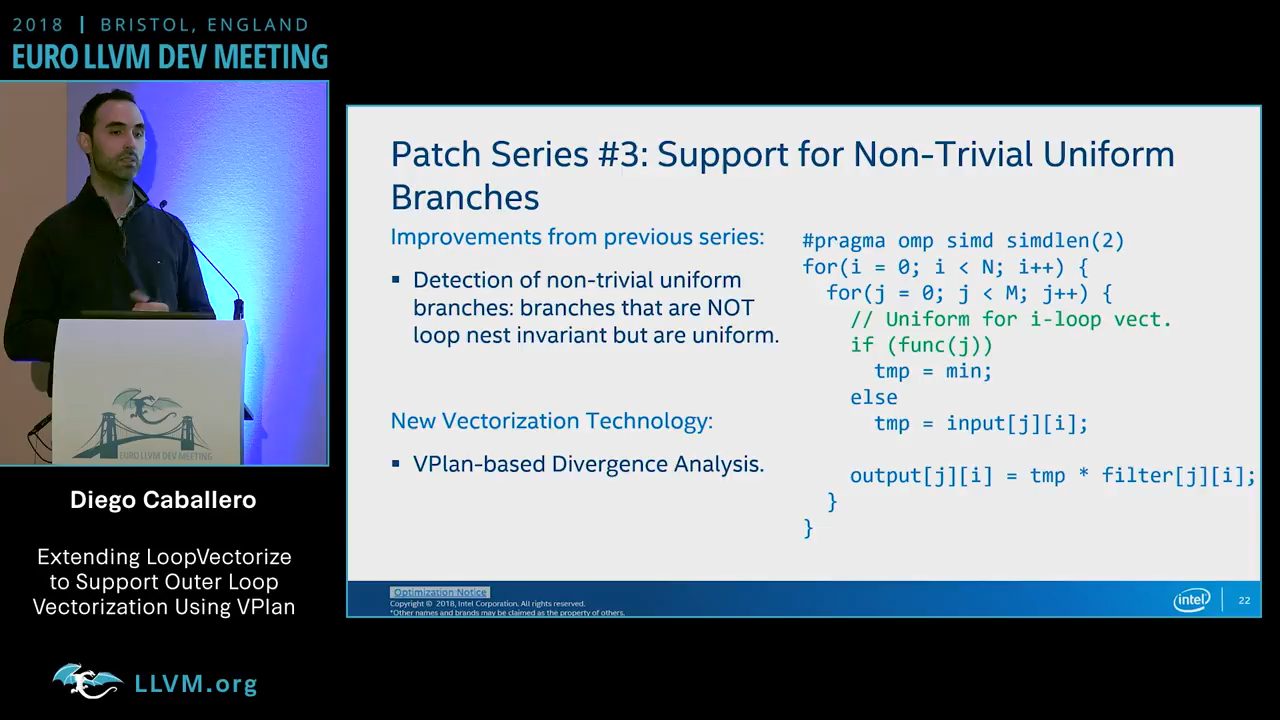 2018 | BRISTOL, ENGLAND
EURO LLVM DEV MEETING
EURO LLVM DEV MEETING
Diego Caballero
Extending LoopVectorize
to Support Outer Loop
Vectorization Using VPlan
LLVM.org
Patch Series #3: Support for Non-Trivial Uniform
Branches
Improvements from previous series:
▪ Detection of non-trivial uniform
branches: branches that are NOT
loop nest invariant but are uniform.
New Vectorization Technology:
▪ VPlan-based Divergence Analysis.
#pragma omp simd simdlen(2)
for(i = 0; i < N; i++) {
for(j = 0; j < M; j++) {
// Uniform for i-loop vect.
if (func(j))
tmp = min;
else
tmp = input[j][i];
output[j][i] = tmp * filter[j][i];
}
}
Optimization Notice
Copyright © 2018, Intel Corporation. All rights reserved.
*Other names and brands may be claimed as the property of others.
intel
22